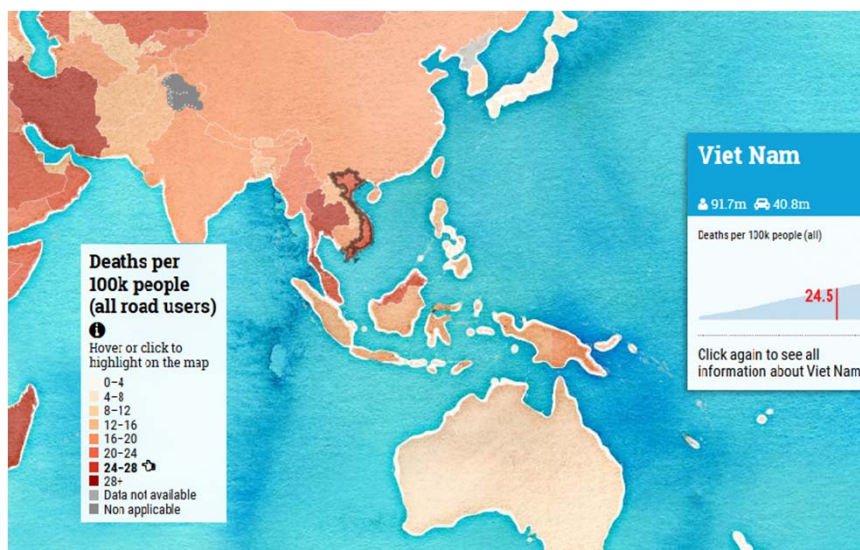 Viet Nam
91.7m 40.8m
Deaths per 100k people (all)
24.5
Click again to see all
information about Viet Nam
Deaths per
100k people
(all road users)
Hover or click to
highlight on the map
0–4
4–8
8–12
12–16
16–20
20–24
24–28
28+
Data not available
Non applicable